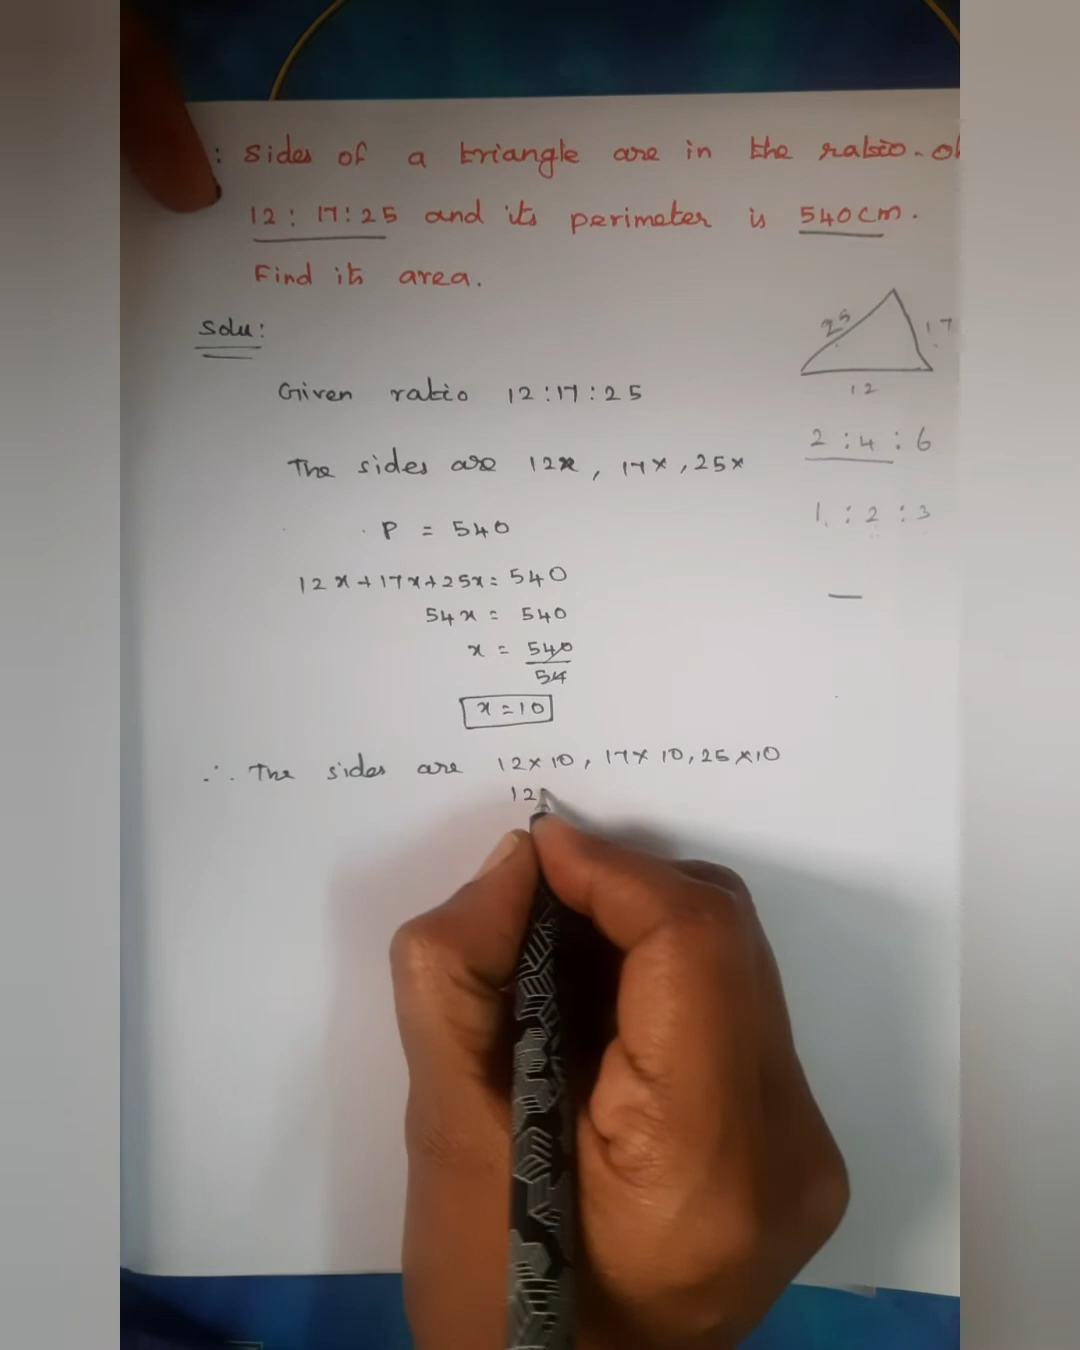 : Sides of a triangle are in the ratio of
12 : 17 : 25 and its perimeter is 540cm.
Find its area.
Solu:
25
17
12
Given ratio 12 : 17 : 25
2 : 4 : 6
The sides are 12x, 17x, 25x
1 : 2 : 3
P = 540
12x + 17x + 25x = 540
54x = 540
x = 540
54
x = 10
∴ The sides are 12 × 10, 17 × 10, 25 × 10
12